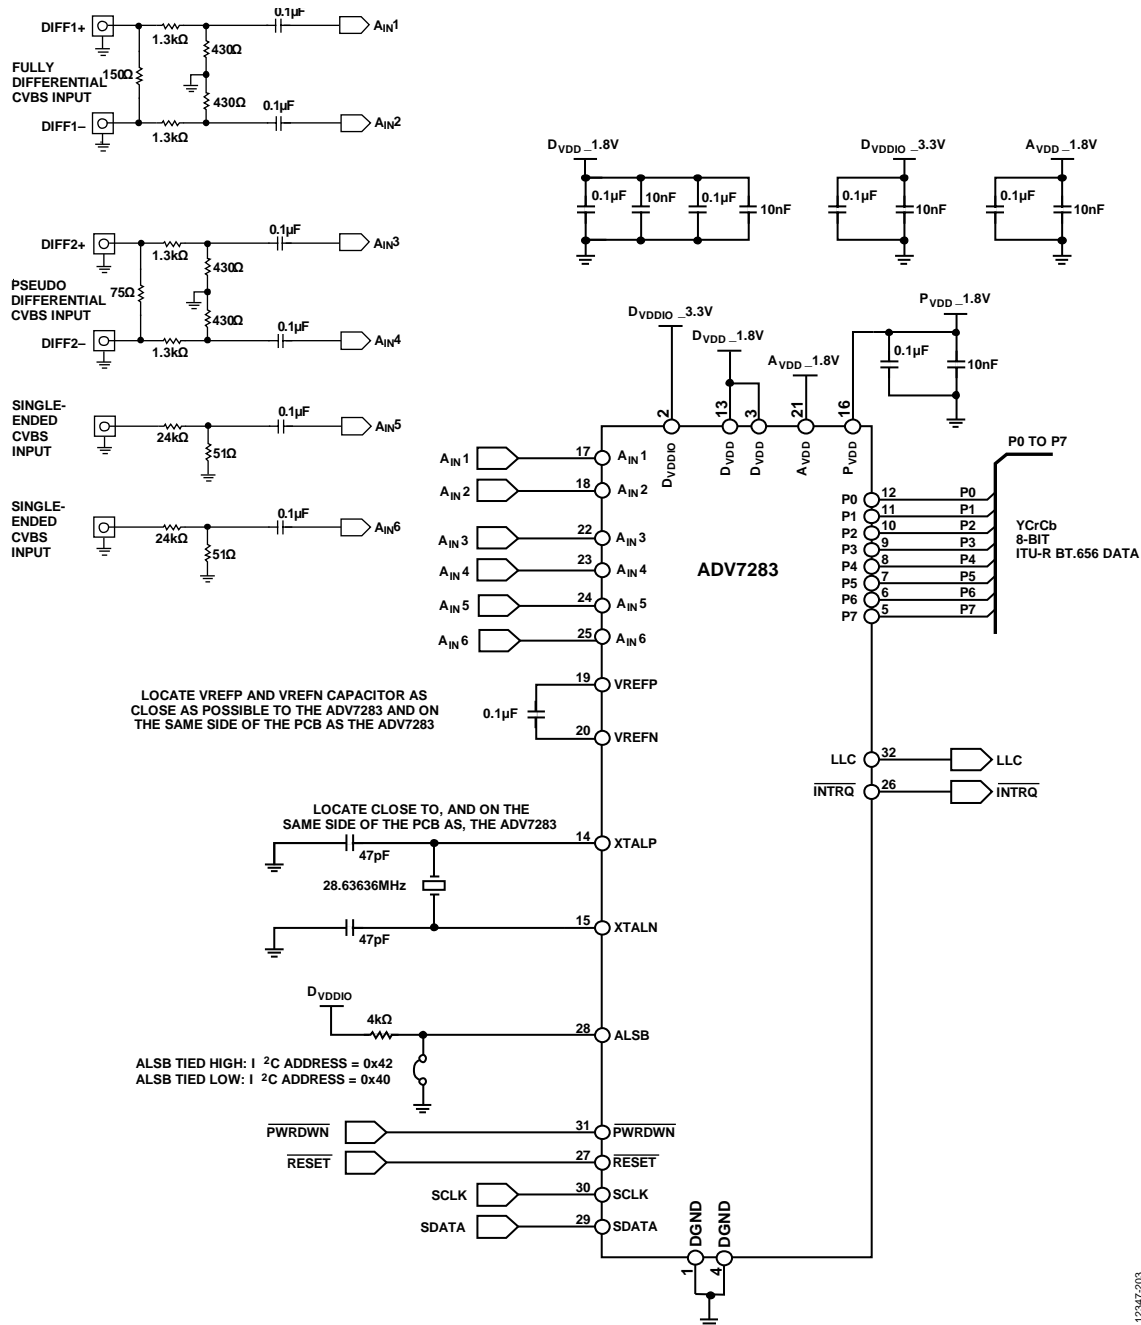 DIFF1+
1.3kΩ
0.1µF
AIN1
430Ω
FULLY
DIFFERENTIAL
CVBS INPUT
150Ω
430Ω
0.1µF
DIFF1–
1.3kΩ
AIN2
DIFF2+
1.3kΩ
0.1µF
AIN3
430Ω
PSEUDO
DIFFERENTIAL
CVBS INPUT
75Ω
430Ω
0.1µF
DIFF2–
1.3kΩ
AIN4
SINGLE-
ENDED
CVBS
INPUT
24kΩ
0.1µF
51Ω
AIN5
SINGLE-
ENDED
CVBS
INPUT
24kΩ
0.1µF
51Ω
AIN6
DVDD_1.8V
0.1µF
10nF
0.1µF
10nF
DVDDIO_3.3V
0.1µF
10nF
AVDD_1.8V
0.1µF
10nF
PVDD_1.8V
0.1µF
10nF
DVDDIO_3.3V
DVDD_1.8V
AVDD_1.8V
2
13
3
21
16
DVDDIO
DVDD
DVDD
AVDD
PVDD
AIN1 17 AIN1
AIN2 18 AIN2
AIN3 22 AIN3
AIN4 23 AIN4
AIN5 24 AIN5
AIN6 25 AIN6
ADV7283
P0 TO P7
P0 12 P0
P1 11 P1
P2 10 P2
P3 9 P3
P4 8 P4
P5 7 P5
P6 6 P6
P7 5 P7
YCrCb
8-BIT
ITU-R BT.656 DATA
LOCATE VREFP AND VREFN CAPACITOR AS
CLOSE AS POSSIBLE TO THE ADV7283 AND ON
THE SAME SIDE OF THE PCB AS THE ADV7283
19 VREFP
0.1µF
20 VREFN
LLC 32 LLC
INTRQ 26 INTRQ
LOCATE CLOSE TO, AND ON THE
SAME SIDE OF THE PCB AS, THE ADV7283
47pF
14 XTALP
28.63636MHz
47pF
15 XTALN
DVDDIO
4kΩ
28 ALSB
ALSB TIED HIGH: I 2C ADDRESS = 0x42
ALSB TIED LOW: I 2C ADDRESS = 0x40
PWRDWN 31 PWRDWN
RESET 27 RESET
SCLK 30 SCLK
SDATA 29 SDATA
DGND
DGND
1
4
12347-203